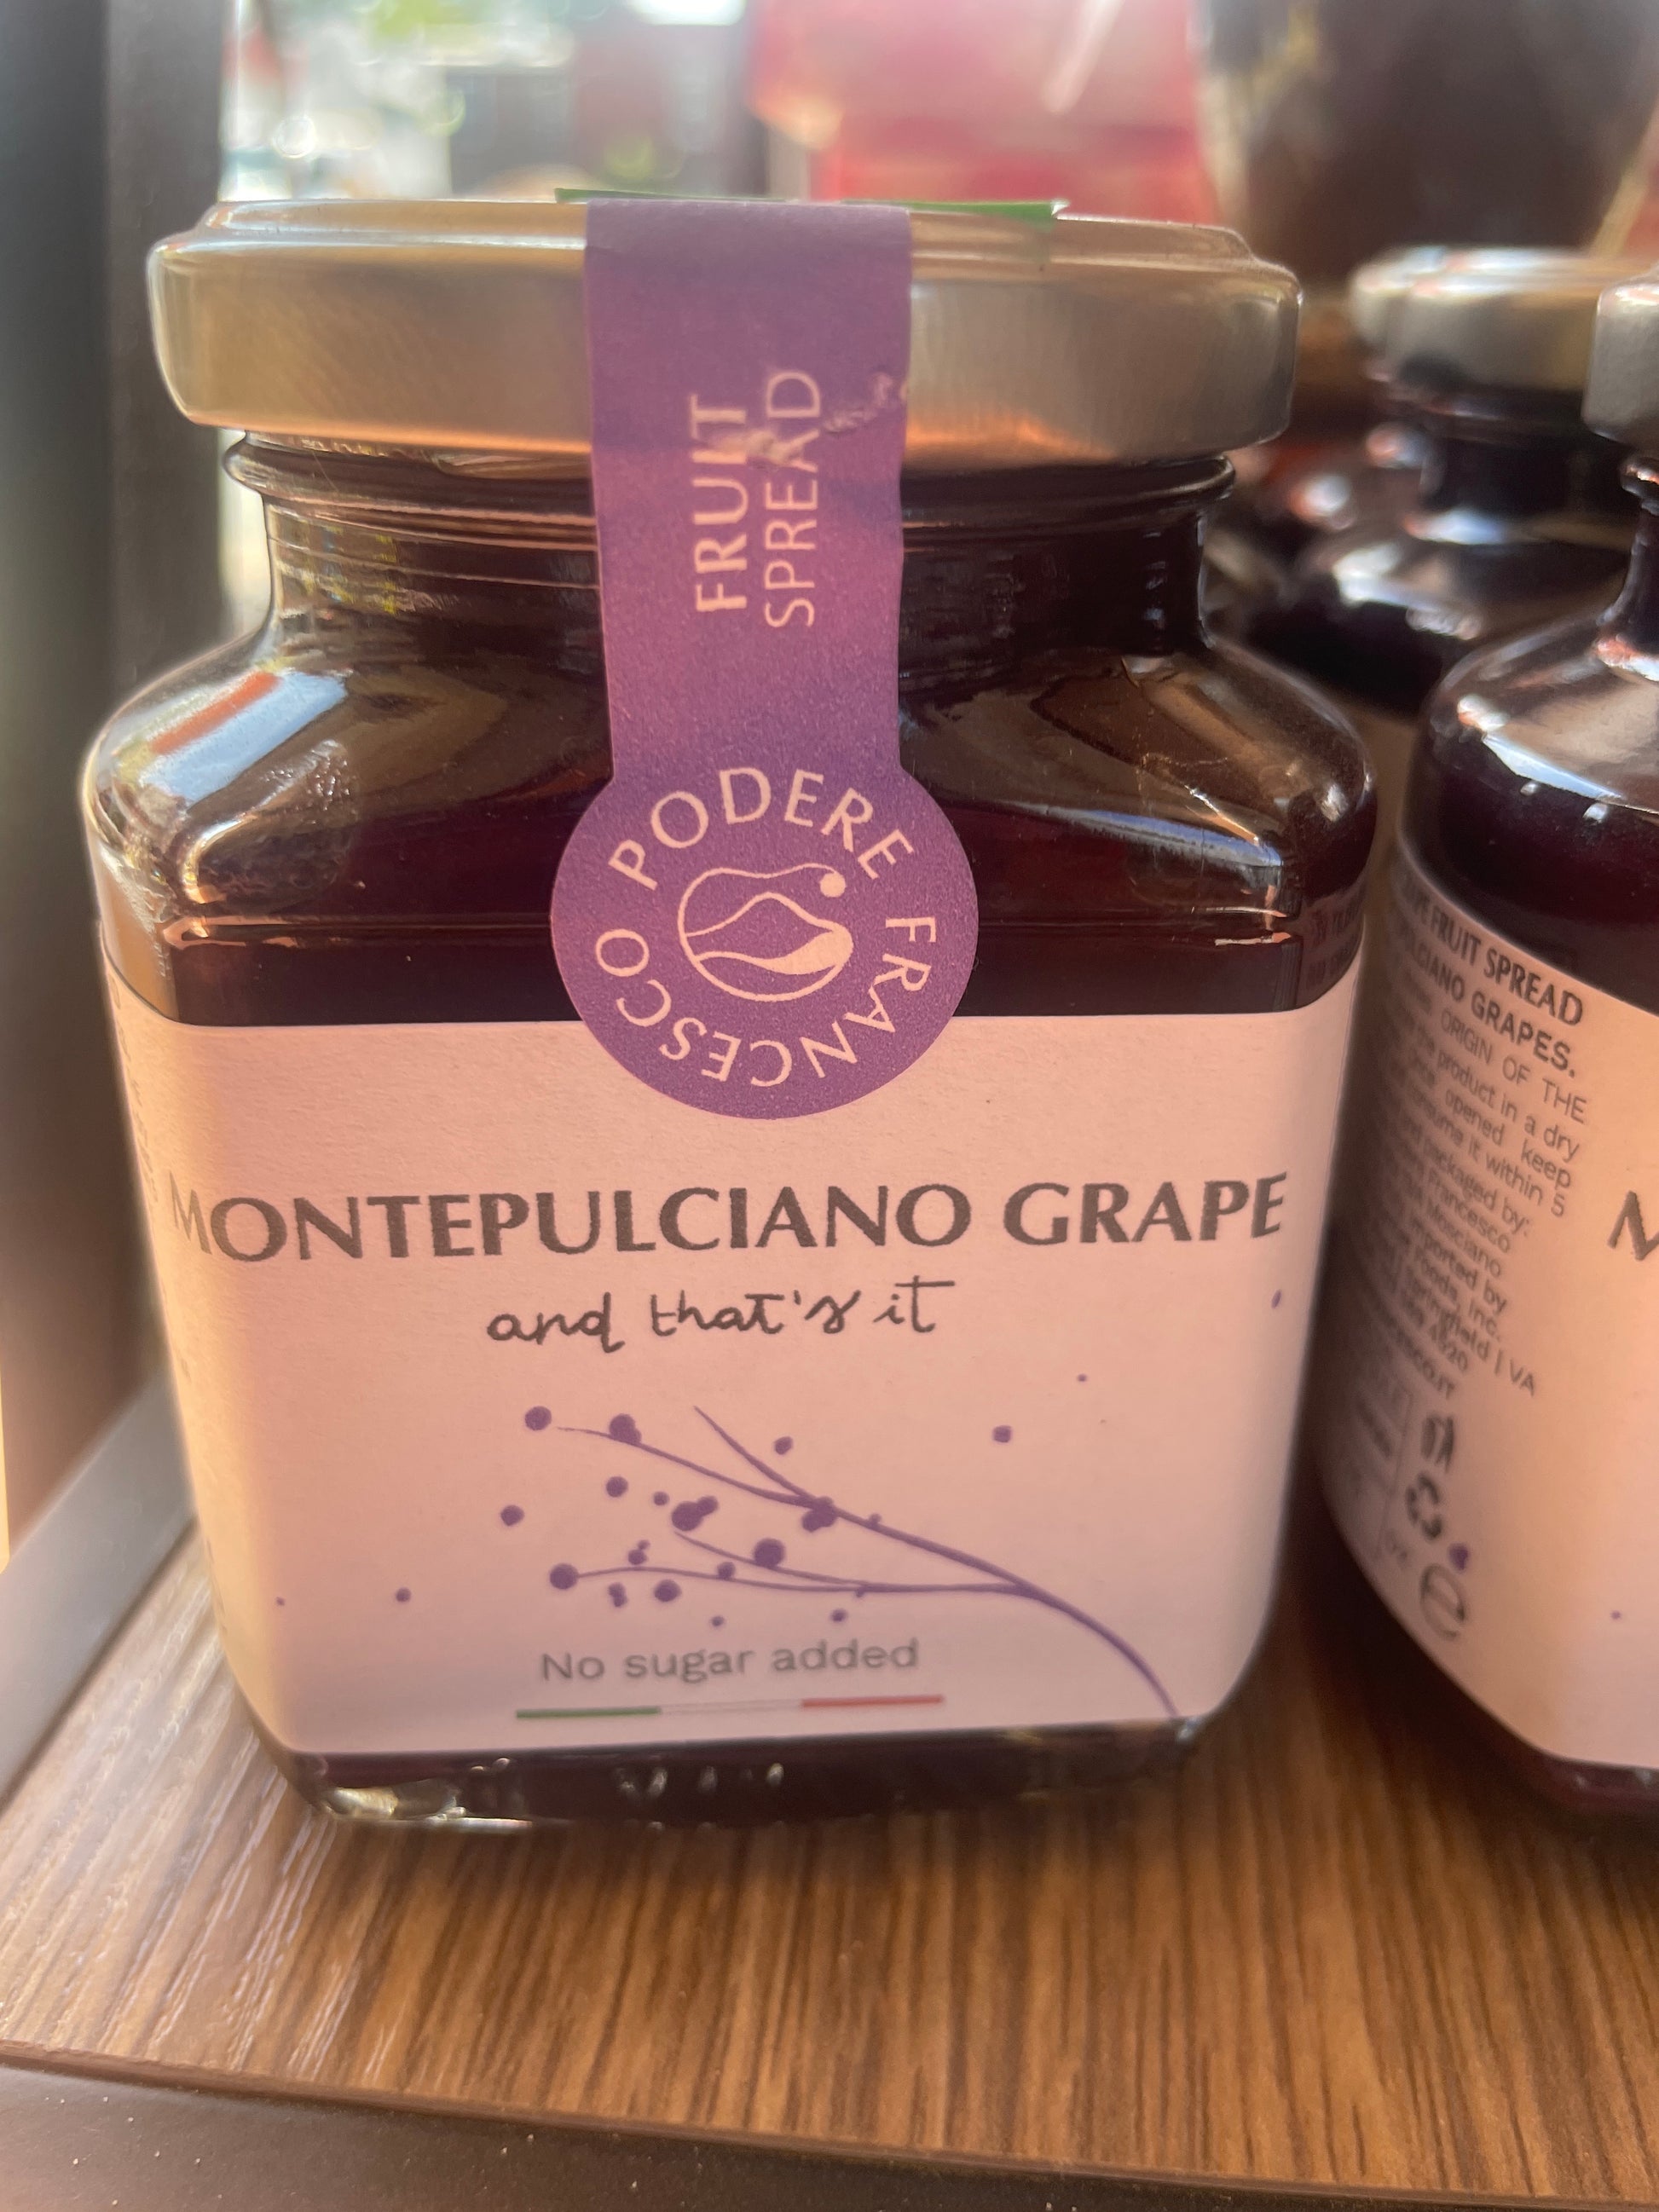 FRUIT
SPREAD
PODERE FRANCESCO
MONTEPULCIANO GRAPE
and that's it
No sugar added
FRUIT SPREAD
GRAPES.
ORIGIN OF THE
product in a dry
opened keep
consume it within 5
packaged by:
Francesco
Mosciano
imported by
Foods, Inc.
Springfield | VA
M